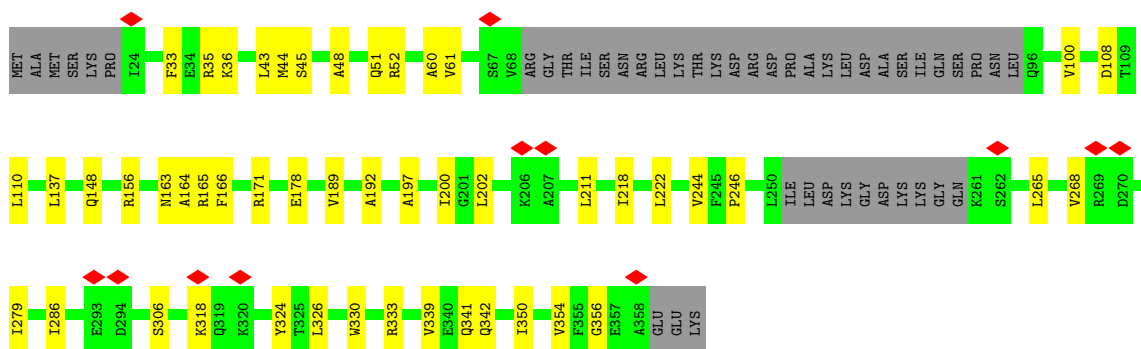 MET ALA MET SER LYS PRO I24 F33 E34 R35 K36 L43 M44 S45 A48 Q51 R52 A60 V61 S67 V68 ARG GLY THR ILE SER ASN ARG LEU LYS THR LYS ASP ARG ASP PRO ALA LYS LEU ASP ALA SER ILE GLN SER PRO ASN LEU Q96 V100 D108 T109
L110 L137 Q148 R156 N163 A164 R165 F166 R171 E178 V189 A192 A197 I200 G201 L202 K206 A207 L211 I218 L222 V244 F245 P246 L250 ILE LEU ASP LYS GLY ASP LYS LYS GLY GLN K261 S262 L265 V268 R269 D270
I279 I286 E293 D294 S306 K318 Q319 K320 Y324 T325 L326 W330 R333 V339 E340 Q341 Q342 I350 V354 F355 G356 E357 A358 GLU GLU LYS